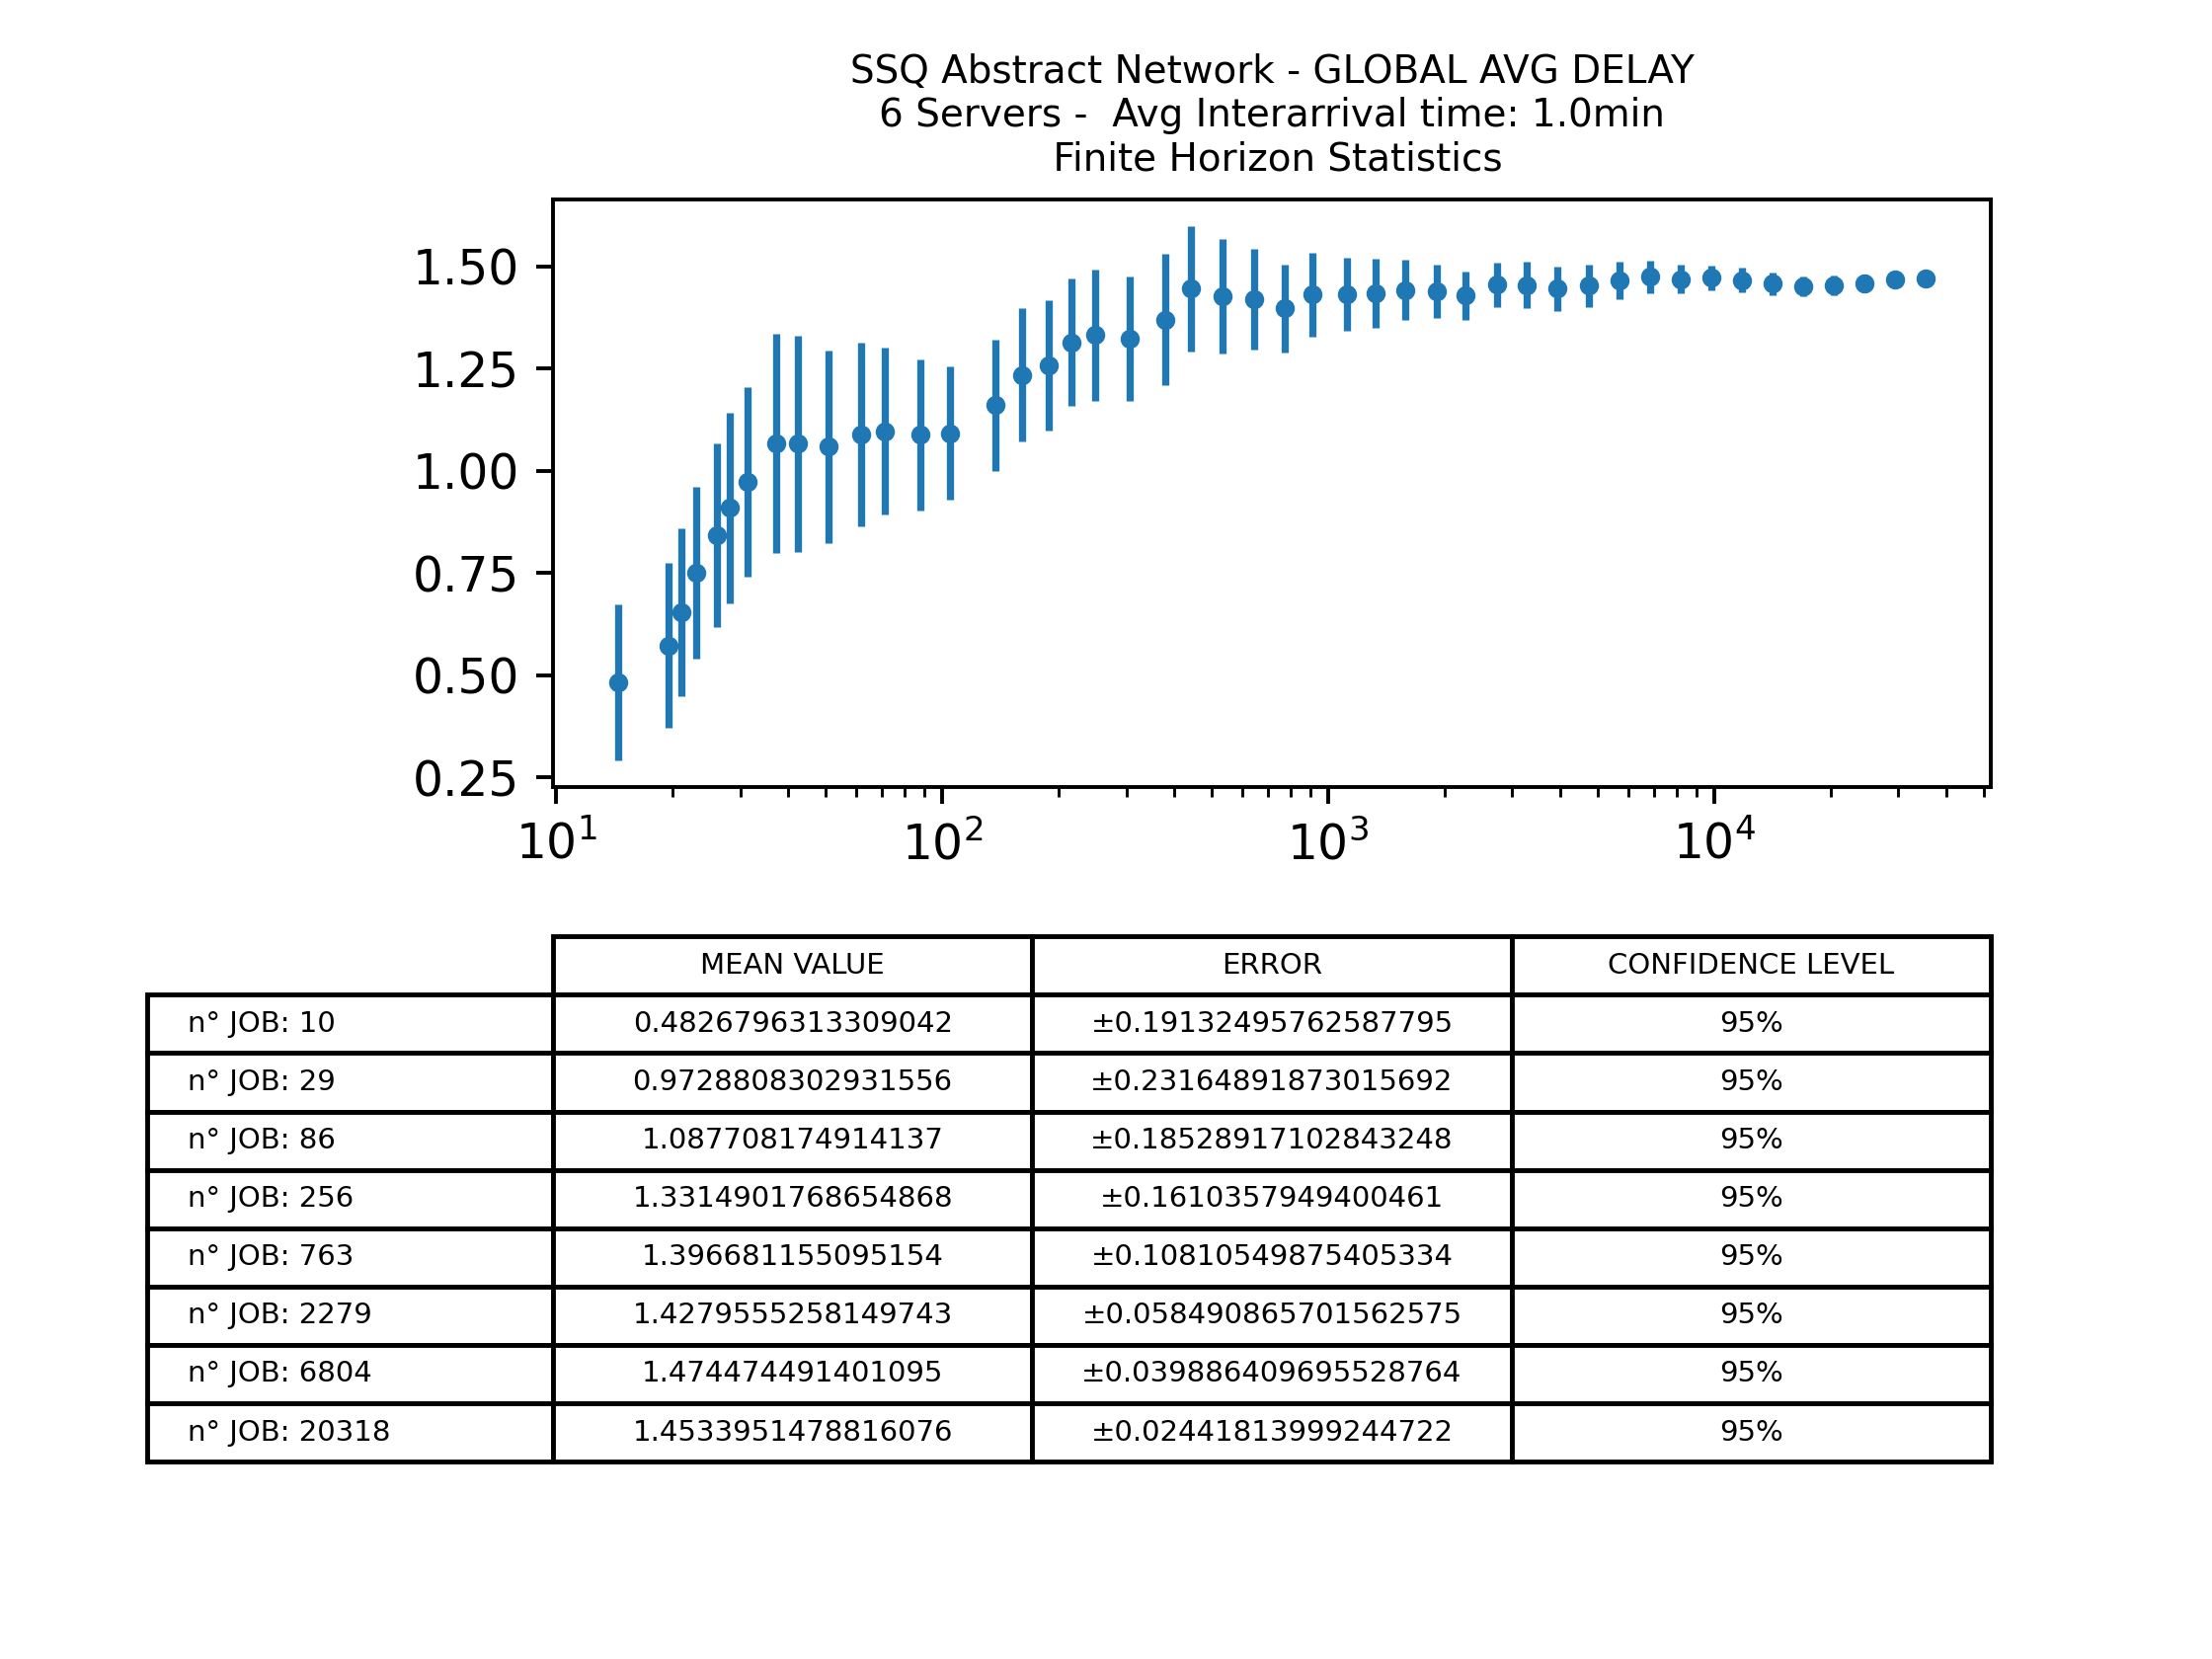 SSQ Abstract Network - GLOBAL AVG DELAY
6 Servers -  Avg Interarrival time: 1.0min
Finite Horizon Statistics
1.50
1.25
1.00
0.75
0.50
0.25
10¹ 10² 10³ 10⁴
MEAN VALUE ERROR CONFIDENCE LEVEL
n° JOB: 10 0.4826796313309042 ±0.19132495762587795 95%
n° JOB: 29 0.9728808302931556 ±0.23164891873015692 95%
n° JOB: 86 1.087708174914137 ±0.18528917102843248 95%
n° JOB: 256 1.3314901768654868 ±0.1610357949400461 95%
n° JOB: 763 1.396681155095154 ±0.10810549875405334 95%
n° JOB: 2279 1.4279555258149743 ±0.058490865701562575 95%
n° JOB: 6804 1.474474491401095 ±0.039886409695528764 95%
n° JOB: 20318 1.4533951478816076 ±0.02441813999244722 95%